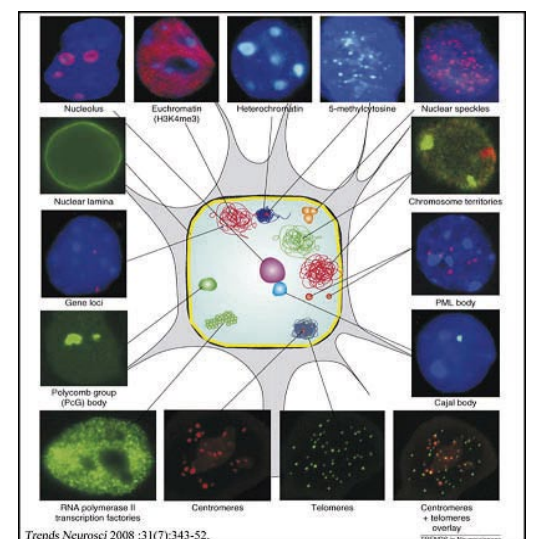 Nucleolus
Euchromatin
(H3K4me3)
Heterochromatin
5-methylcytosine
Nuclear speckles
Nuclear lamina
Chromosome territories
Gene loci
PML body
Polycomb group
(PcG) body
Cajal body
RNA polymerase II
transcription factories
Centromeres
Telomeres
Centromeres
+ telomeres
overlay
Trends Neurosci 2008 ;31(7):343-52.